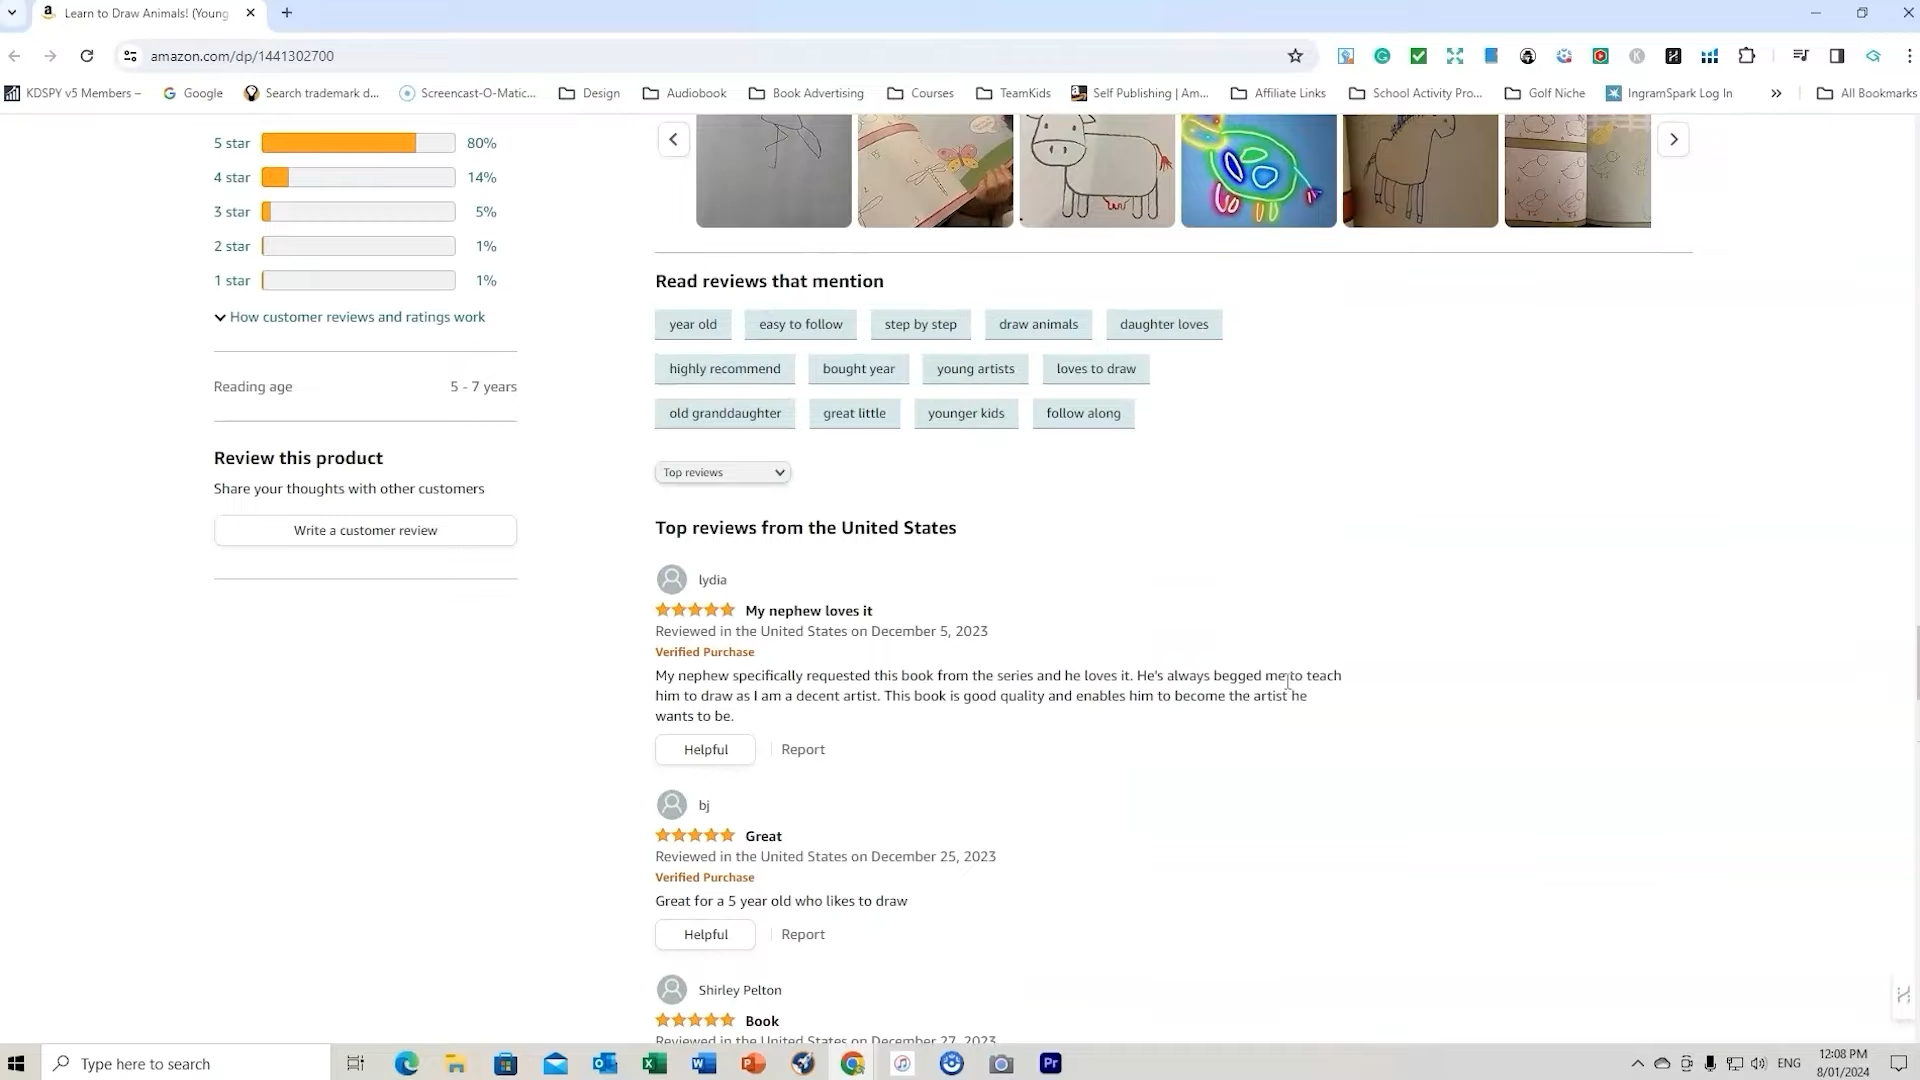 Learn to Draw Animals! (Young
amazon.com/dp/1441302700
KDSPY v5 Members –
Google
Search trademark d...
Screencast-O-Matic...
Design
Audiobook
Book Advertising
Courses
TeamKids
Self Publishing | Am...
Affiliate Links
School Activity Pro...
Golf Niche
IngramSpark Log In
All Bookmarks
5 star 80%
4 star 14%
3 star 5%
2 star 1%
1 star 1%
How customer reviews and ratings work
Reading age 5 - 7 years
Review this product
Share your thoughts with other customers
Write a customer review
Read reviews that mention
year old easy to follow step by step draw animals daughter loves
highly recommend bought year young artists loves to draw
old granddaughter great little younger kids follow along
Top reviews
Top reviews from the United States
lydia
My nephew loves it
Reviewed in the United States on December 5, 2023
Verified Purchase
My nephew specifically requested this book from the series and he loves it. He's always begged me to teach
him to draw as I am a decent artist. This book is good quality and enables him to become the artist he
wants to be.
Helpful Report
bj
Great
Reviewed in the United States on December 25, 2023
Verified Purchase
Great for a 5 year old who likes to draw
Helpful Report
Shirley Pelton
Book
Reviewed in the United States on December 27, 2023
Type here to search
ENG
12:08 PM
8/01/2024